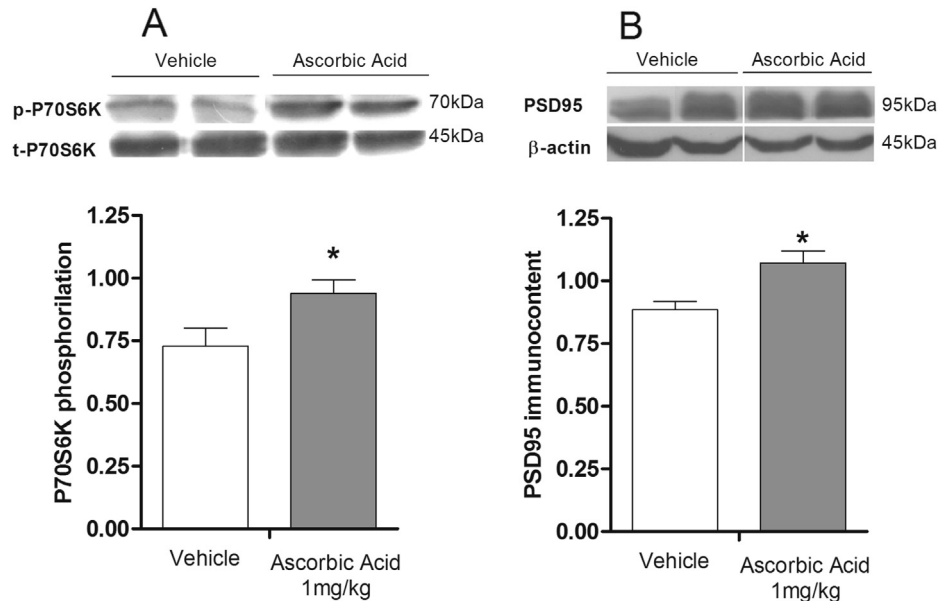 A
Vehicle Ascorbic Acid
p-P70S6K 70kDa
t-P70S6K 45kDa
1.25
1.00
0.75
0.50
0.25
0.00
P70S6K phosphorilation
*
Vehicle Ascorbic Acid
1mg/kg
B
Vehicle Ascorbic Acid
PSD95 95kDa
β-actin 45kDa
1.25
1.00
0.75
0.50
0.25
0.00
PSD95 immunocontent
*
Vehicle Ascorbic Acid
1mg/kg